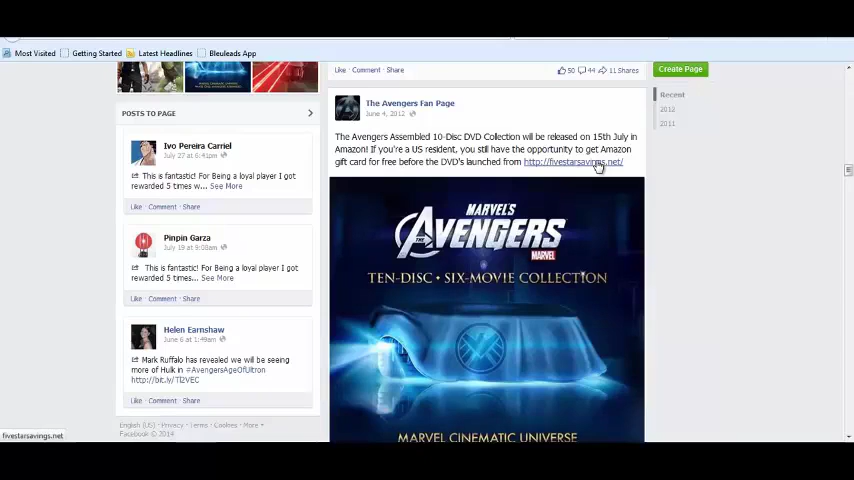 Most Visited Getting Started Latest Headlines Bleuleads App
Like · Comment · Share
50 44 11 Shares
Create Page
Recent
2012
2011
POSTS TO PAGE
Ivo Pereira Carriel
July 27 at 6:41pm
This is fantastic! For Being a loyal player I got
rewarded 5 times w... See More
Like · Comment · Share
Pinpin Garza
July 19 at 9:08am
This is fantastic! For Being a loyal player I got
rewarded 5 times... See More
Like · Comment · Share
Helen Earnshaw
June 6 at 1:49am
Mark Ruffalo has revealed we will be seeing
more of Hulk in #AvengersAgeOfUltron
http://bit.ly/Tl2VEC
Like · Comment · Share
English (US) · Privacy · Terms · Cookies · More
Facebook © 2014
The Avengers Fan Page
June 4, 2012
The Avengers Assembled 10-Disc DVD Collection will be released on 15th July in
Amazon! If you're a US resident, you still have the opportunity to get Amazon
gift card for free before the DVD's launched from http://fivestarsavings.net/
MARVEL'S
THE AVENGERS
MARVEL
TEN-DISC • SIX-MOVIE COLLECTION
MARVEL CINEMATIC UNIVERSE
fivestarsavings.net